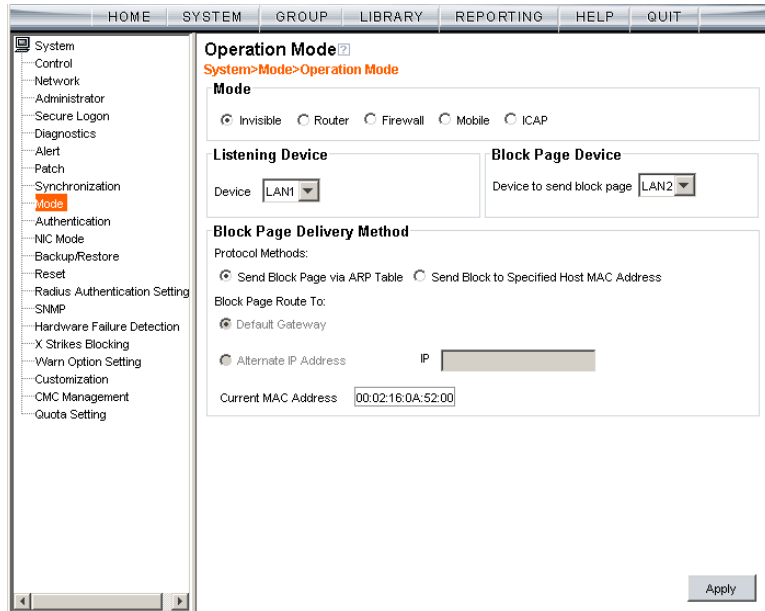 HOME SYSTEM GROUP LIBRARY REPORTING HELP QUIT
System
Control
Network
Administrator
Secure Logon
Diagnostics
Alert
Patch
Synchronization
Mode
Authentication
NIC Mode
Backup/Restore
Reset
Radius Authentication Setting
SNMP
Hardware Failure Detection
X Strikes Blocking
Warn Option Setting
Customization
CMC Management
Quota Setting
Operation Mode ?
System>Mode>Operation Mode
Mode
Invisible Router Firewall Mobile ICAP
Listening Device
Device LAN1
Block Page Device
Device to send block page LAN2
Block Page Delivery Method
Protocol Methods:
Send Block Page via ARP Table Send Block to Specified Host MAC Address
Block Page Route To:
Default Gateway
Alternate IP Address IP
Current MAC Address 00:02:16:0A:52:00
Apply